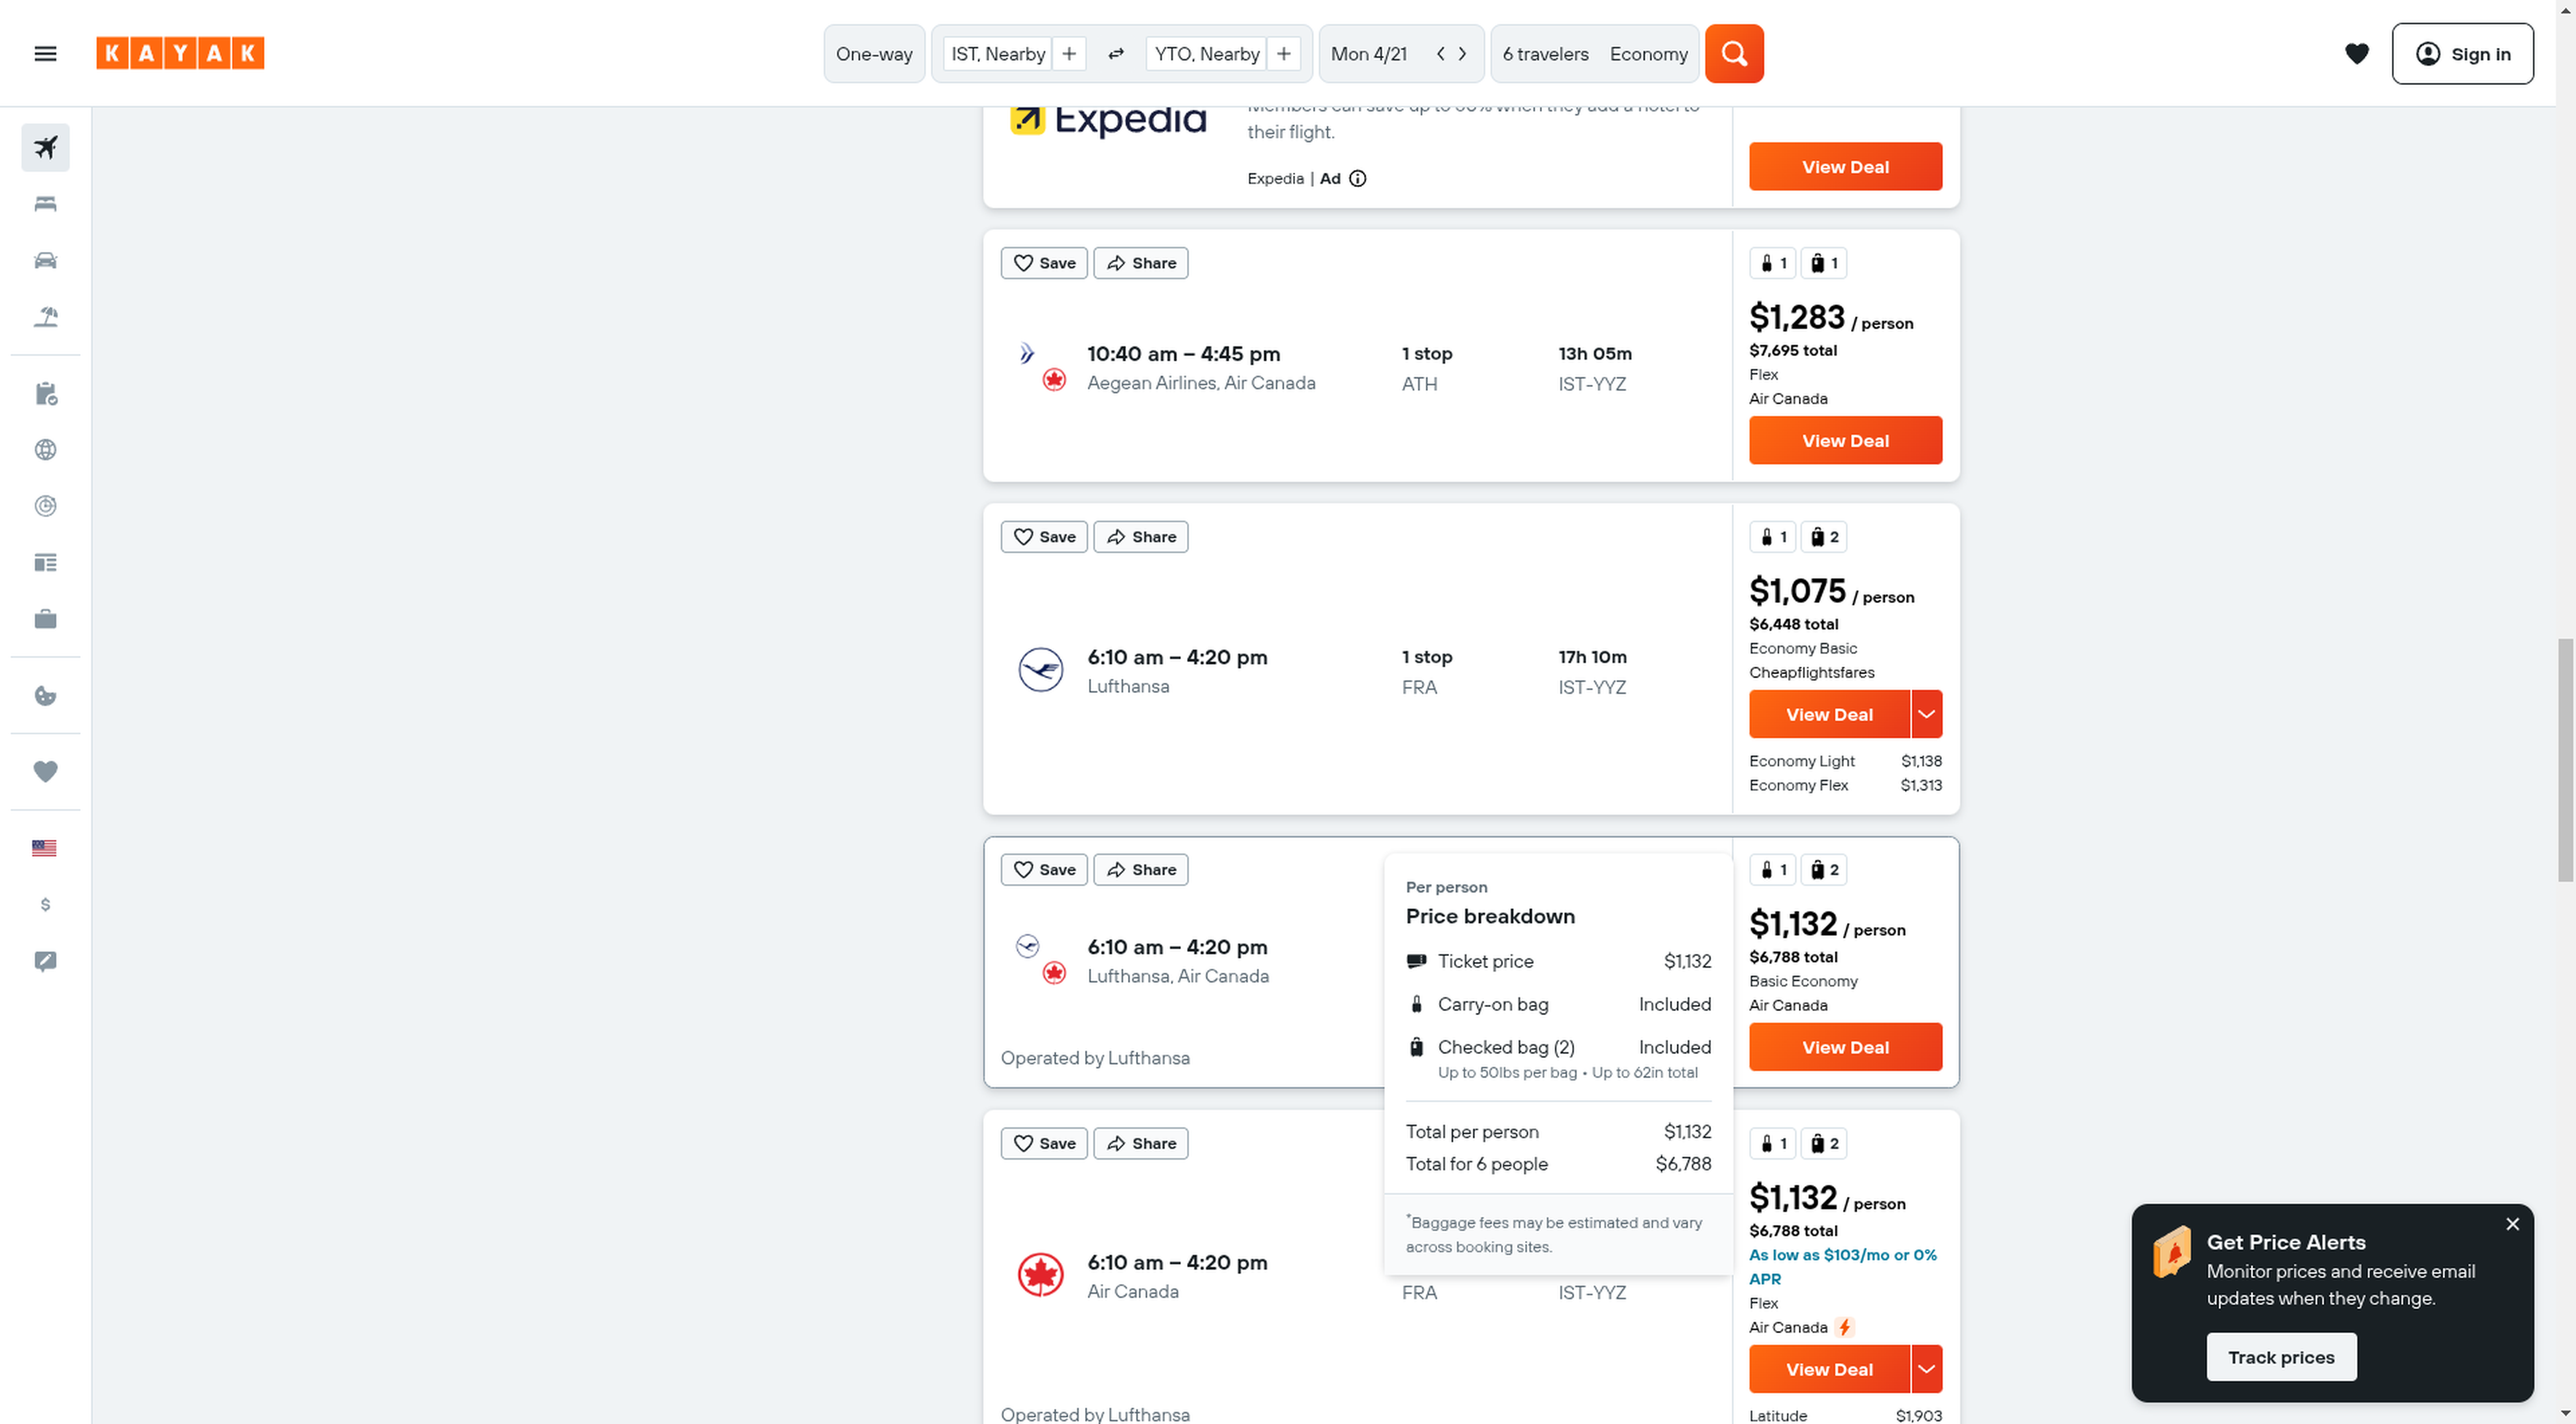 KAYAK
One-way
IST, Nearby
YTO, Nearby
Mon 4/21
6 travelers Economy
Sign in
Members can save up to
when they add a hotel to
their flight.
Expedia
Expedia | Ad
View Deal
Save Share
1 1
10:40 am – 4:45 pm
Aegean Airlines, Air Canada
1 stop
ATH
13h 05m
IST-YYZ
$1,283 / person
$7,695 total
Flex
Air Canada
View Deal
Save Share
1 2
6:10 am – 4:20 pm
Lufthansa
1 stop
FRA
17h 10m
IST-YYZ
$1,075 / person
$6,448 total
Economy Basic
Cheapflightsfares
View Deal
Economy Light $1,138
Economy Flex $1,313
Save Share
6:10 am – 4:20 pm
Lufthansa, Air Canada
Operated by Lufthansa
Per person
Price breakdown
Ticket price $1,132
Carry-on bag Included
Checked bag (2) Included
Up to 50lbs per bag • Up to 62in total
Total per person $1,132
Total for 6 people $6,788
*Baggage fees may be estimated and vary
across booking sites.
1 2
$1,132 / person
$6,788 total
Basic Economy
Air Canada
View Deal
Save Share
6:10 am – 4:20 pm
Air Canada
FRA
IST-YYZ
Operated by Lufthansa
1 2
$1,132 / person
$6,788 total
As low as $103/mo or 0%
APR
Flex
Air Canada
View Deal
Latitude $1,903
$
Get Price Alerts
Monitor prices and receive email
updates when they change.
Track prices